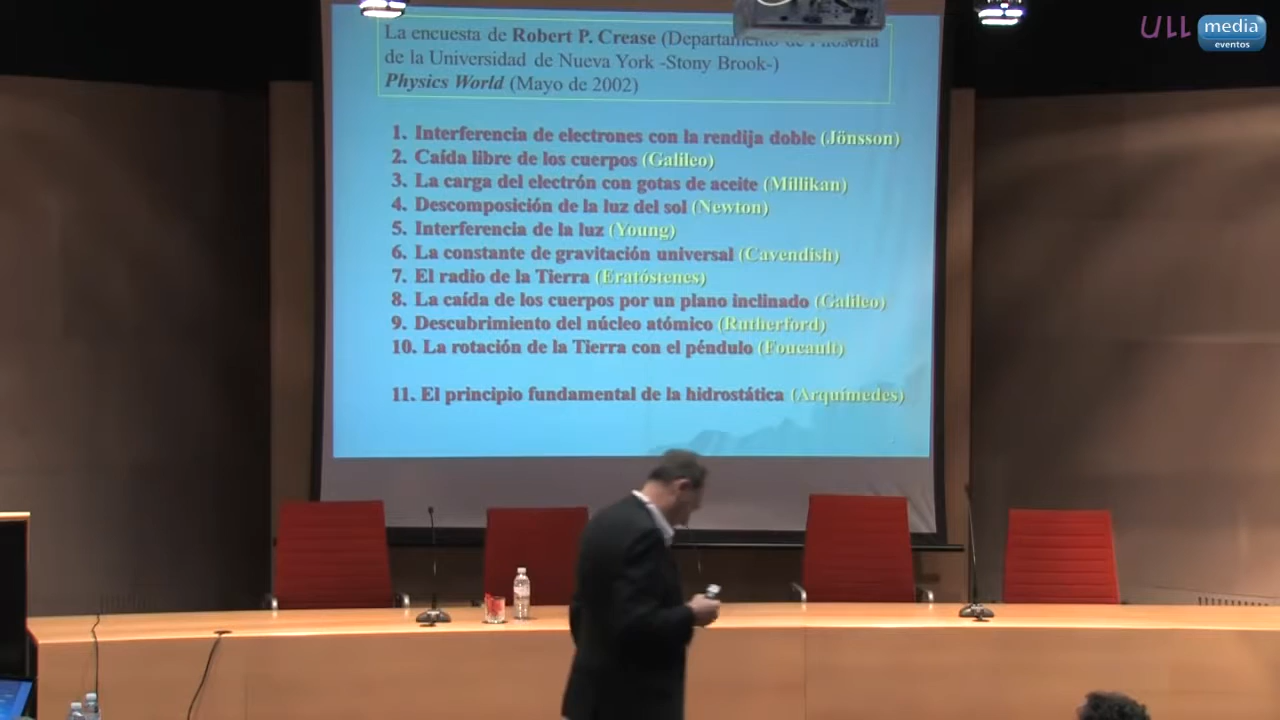 ULL media
eventos
La encuesta de Robert P. Crease (Departamento de Filosofía
de la Universidad de Nueva York -Stony Brook-)
Physics World (Mayo de 2002)
1. Interferencia de electrones con la rendija doble (Jönsson)
2. Caída libre de los cuerpos (Galileo)
3. La carga del electrón con gotas de aceite (Millikan)
4. Descomposición de la luz del sol (Newton)
5. Interferencia de la luz (Young)
6. La constante de gravitación universal (Cavendish)
7. El radio de la Tierra (Eratóstenes)
8. La caída de los cuerpos por un plano inclinado (Galileo)
9. Descubrimiento del núcleo atómico (Rutherford)
10. La rotación de la Tierra con el péndulo (Foucault)
11. El principio fundamental de la hidrostática (Arquímedes)